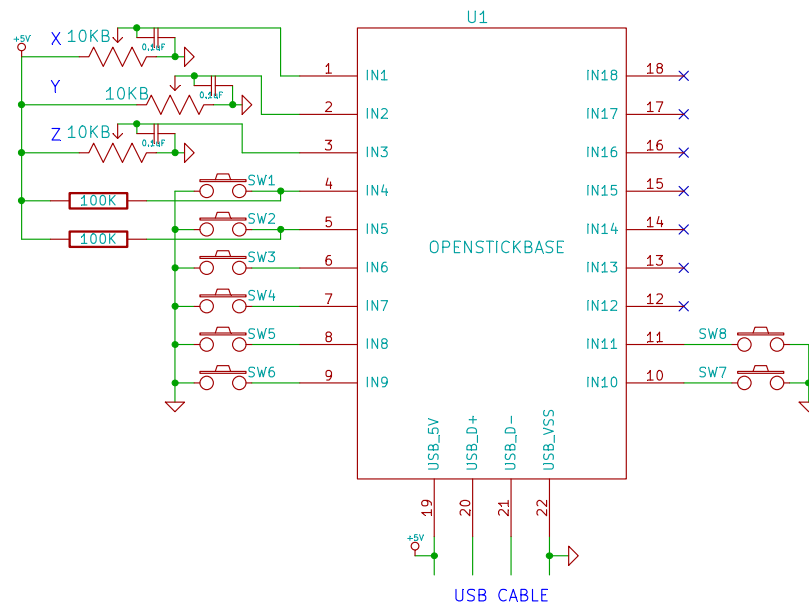 U1
+5V
X 10KB
0.1uF
Y
10KB
0.1uF
Z 10KB
0.1uF
1 IN1
2 IN2
3 IN3
4 IN4
5 IN5
6 IN6
7 IN7
8 IN8
9 IN9
SW1
SW2
SW3
SW4
SW5
SW6
100K
100K
OPENSTICKBASE
IN18 18
IN17 17
IN16 16
IN15 15
IN14 14
IN13 13
IN12 12
IN11 11
IN10 10
SW8
SW7
USB_5V
USB_D+
USB_D-
USB_VSS
19
20
21
22
+5V
USB CABLE